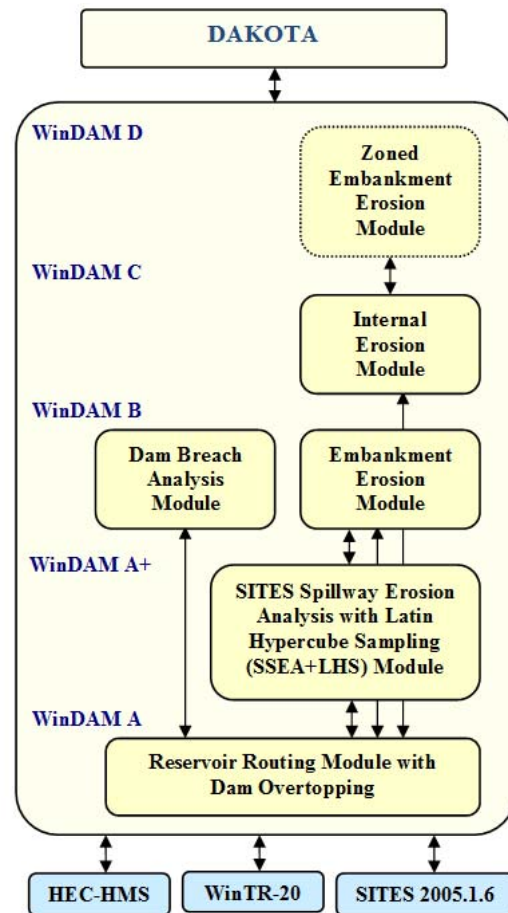 DAKOTA
WinDAM D
Zoned
Embankment
Erosion
Module
WinDAM C
Internal
Erosion
Module
WinDAM B
Dam Breach
Analysis
Module
Embankment
Erosion
Module
WinDAM A+
SITES Spillway Erosion
Analysis with Latin
Hypercube Sampling
(SSEA+LHS) Module
WinDAM A
Reservoir Routing Module with
Dam Overtopping
HEC-HMS
WinTR-20
SITES 2005.1.6